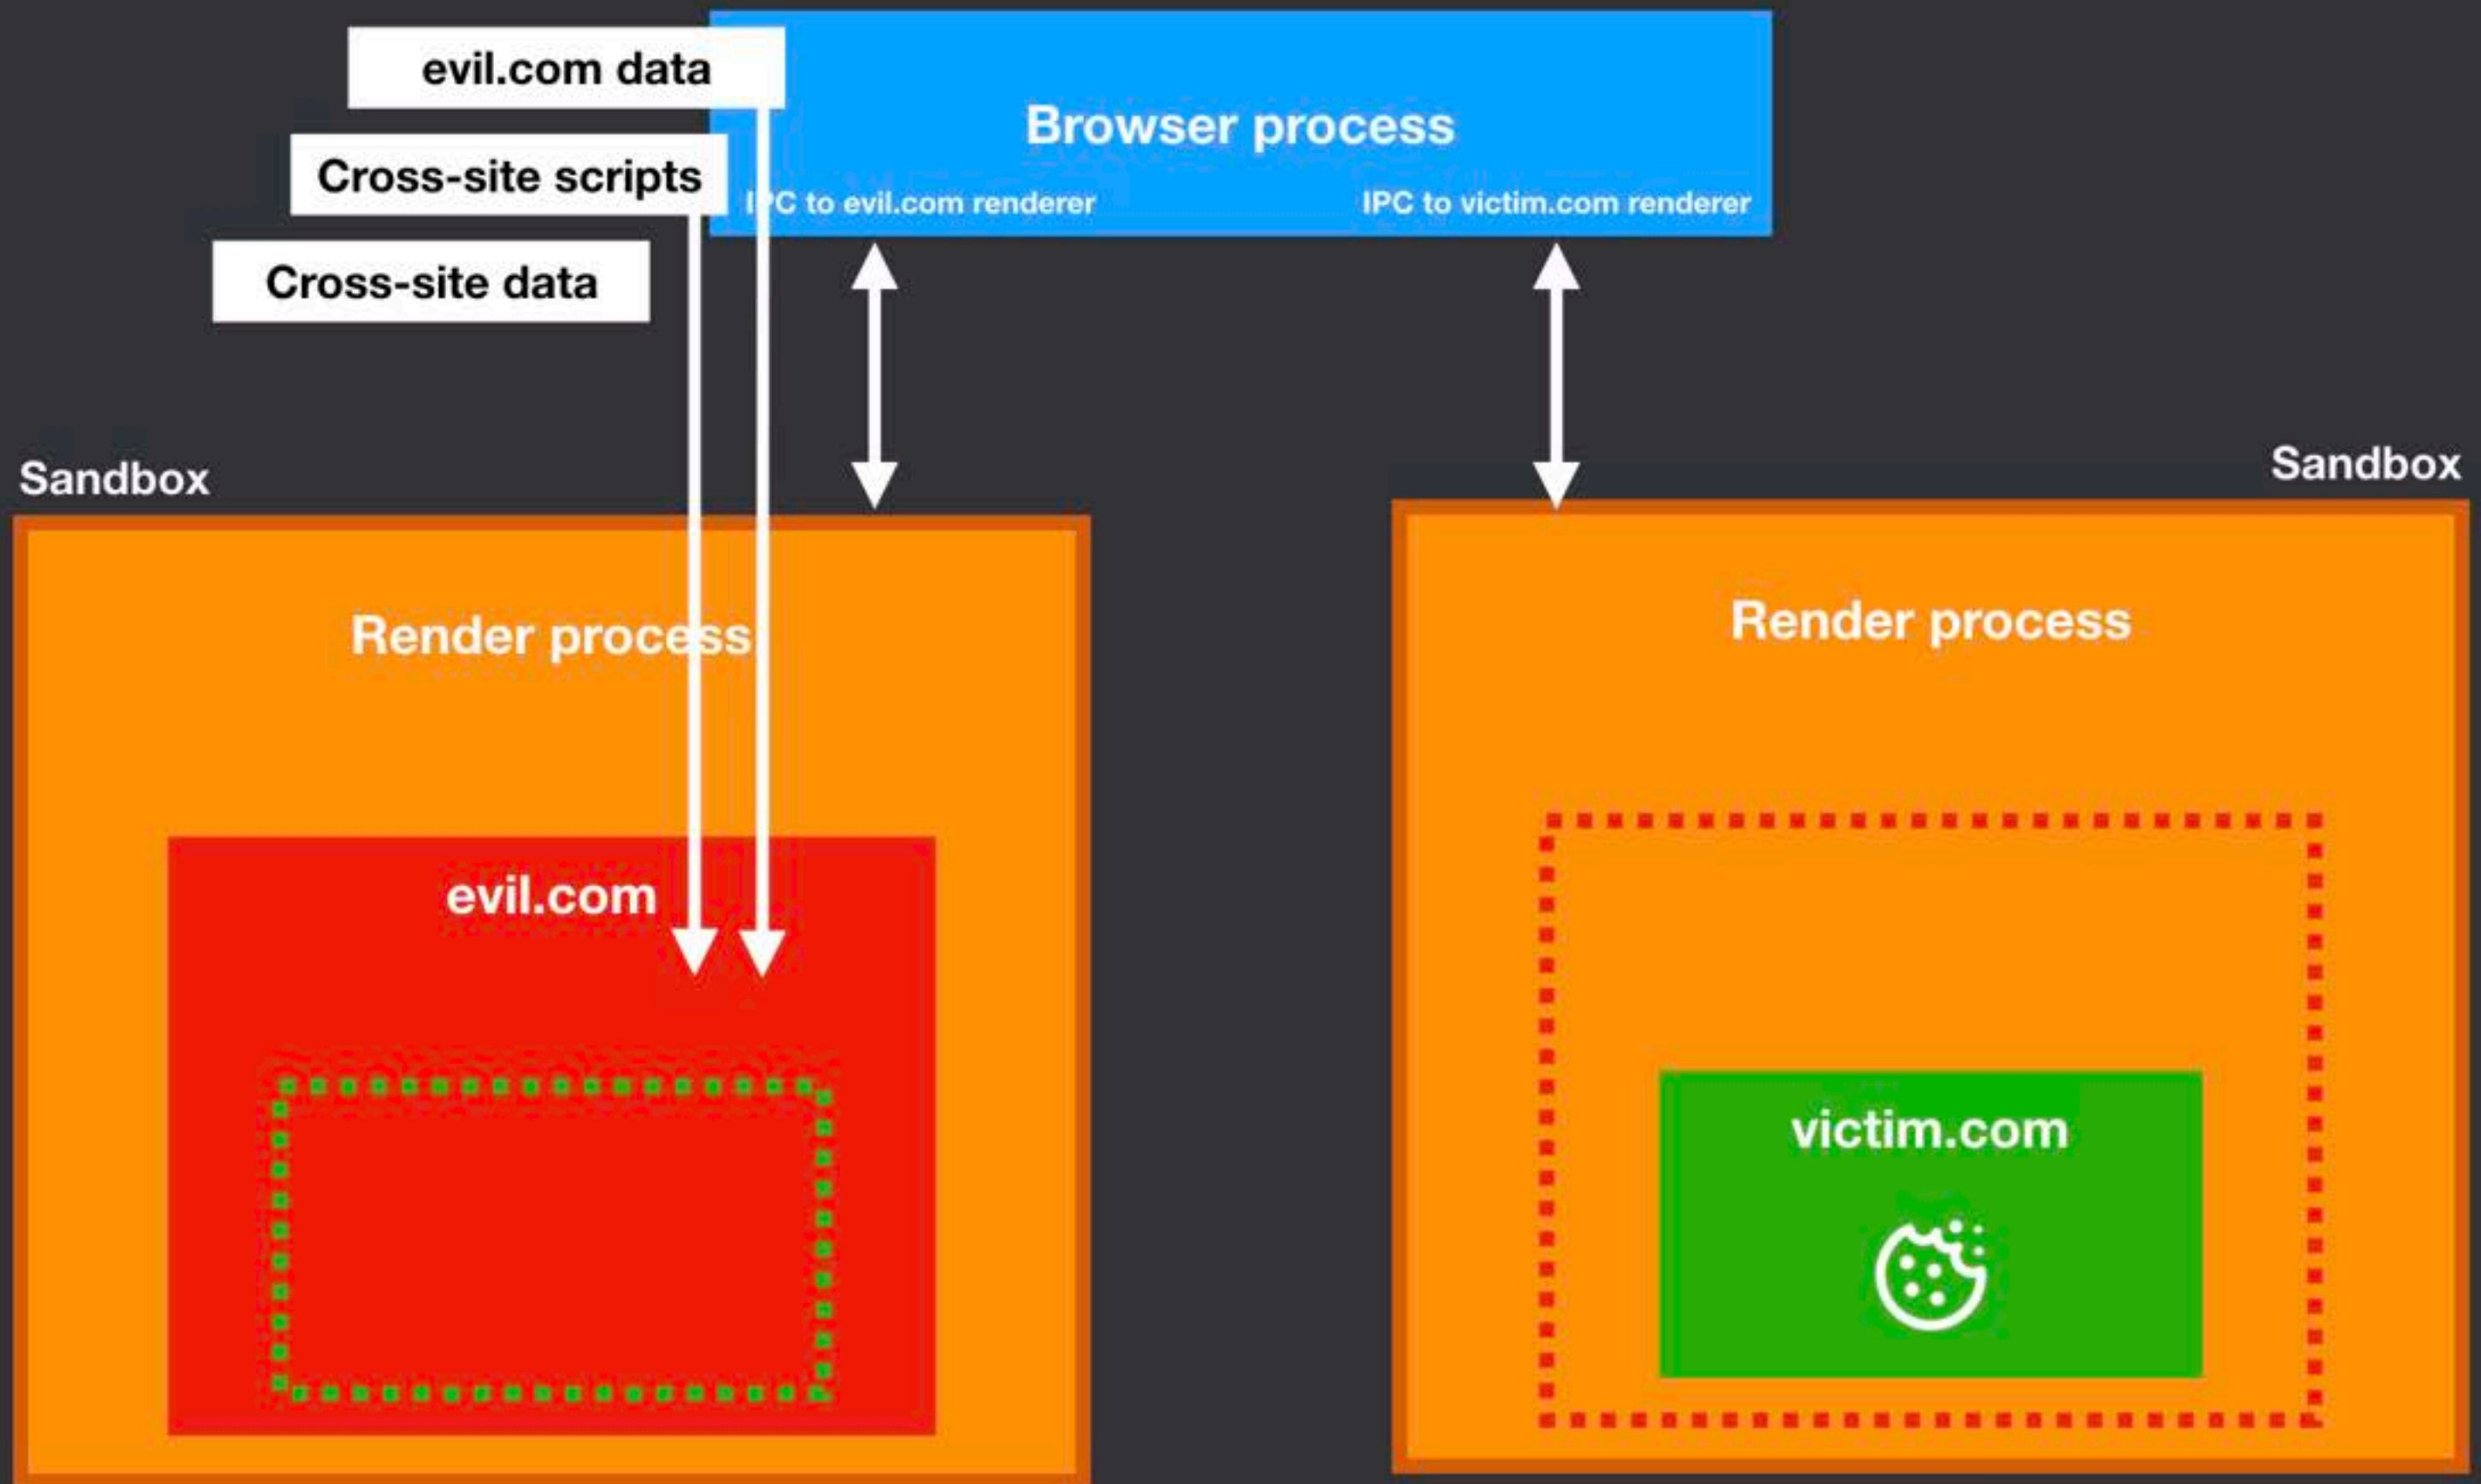 evil.com data
Browser process
Cross-site scripts
IPC to evil.com renderer
IPC to victim.com renderer
Cross-site data
Sandbox
Sandbox
Render process
Render process
evil.com
victim.com